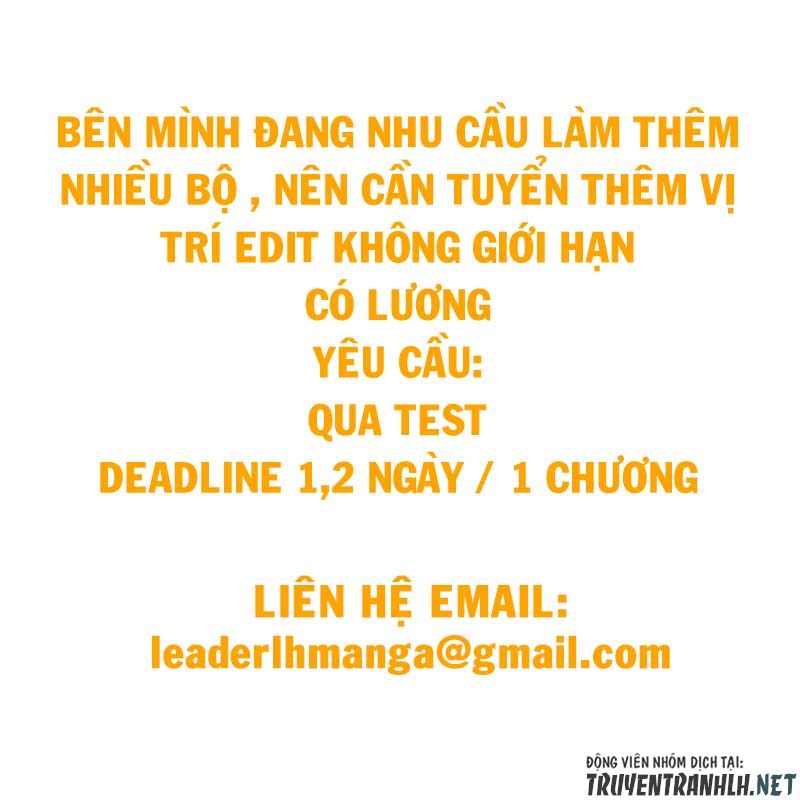 BÊN MÌNH ĐANG NHU CẦU LÀM THÊM
NHIỀU BỘ , NÊN CẦN TUYỂN THÊM VỊ
TRÍ EDIT KHÔNG GIỚI HẠN
CÓ LƯƠNG
YÊU CẦU:
QUA TEST
DEADLINE 1,2 NGÀY / 1 CHƯƠNG
LIÊN HỆ EMAIL:
leaderlhmanga@gmail.com
ĐỘNG VIÊN NHÓM DỊCH TẠI:
TRUYENTRANHLH.NET